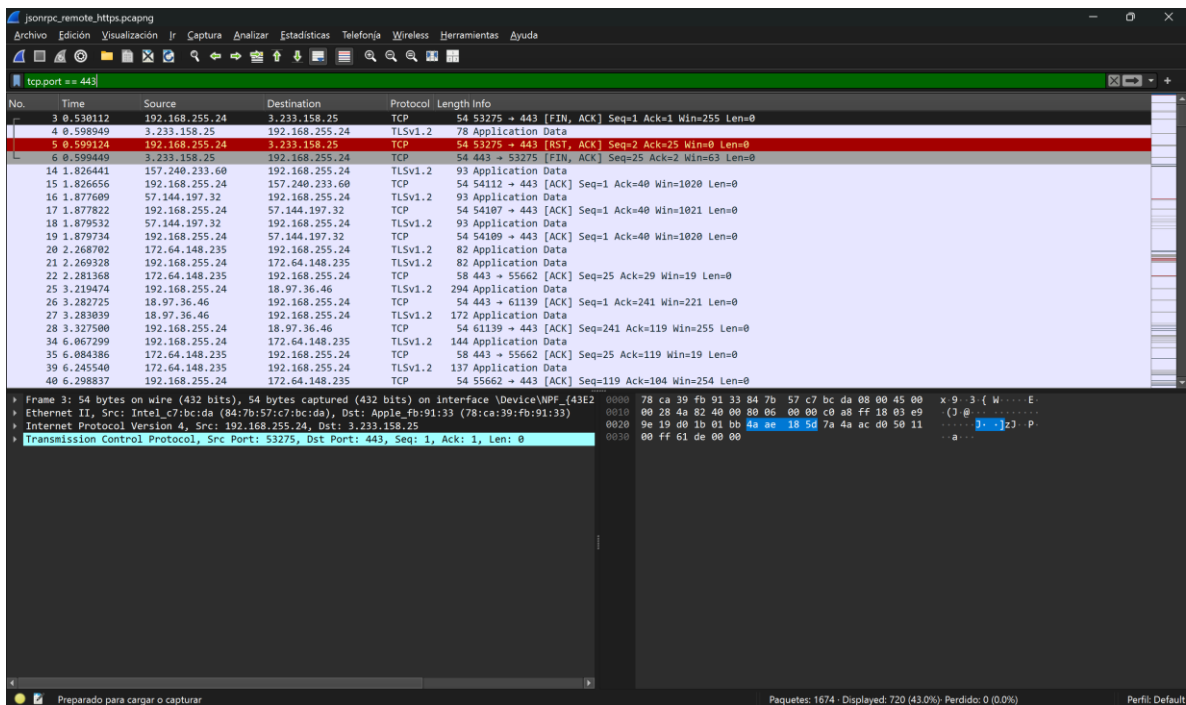 jsonrpc_remote_https.pcapng
Archivo Edición Visualización Ir Captura Analizar Estadísticas Telefonía Wireless Herramientas Ayuda
tcp.port == 443
No. Time Source Destination Protocol Length Info
3 0.530112 192.168.255.24 3.233.158.25 TCP 54 53275 → 443 [FIN, ACK] Seq=1 Ack=1 Win=255 Len=0
4 0.598949 3.233.158.25 192.168.255.24 TLSv1.2 78 Application Data
5 0.599124 192.168.255.24 3.233.158.25 TCP 54 53275 → 443 [RST, ACK] Seq=2 Ack=25 Win=0 Len=0
6 0.599449 3.233.158.25 192.168.255.24 TCP 54 443 → 53275 [FIN, ACK] Seq=25 Ack=2 Win=63 Len=0
14 1.826441 157.240.233.60 192.168.255.24 TLSv1.2 93 Application Data
15 1.826656 192.168.255.24 157.240.233.60 TCP 54 54112 → 443 [ACK] Seq=1 Ack=40 Win=1020 Len=0
16 1.877609 57.144.197.32 192.168.255.24 TLSv1.2 93 Application Data
17 1.877822 192.168.255.24 57.144.197.32 TCP 54 54107 → 443 [ACK] Seq=1 Ack=40 Win=1021 Len=0
18 1.879532 57.144.197.32 192.168.255.24 TLSv1.2 93 Application Data
19 1.879734 192.168.255.24 57.144.197.32 TCP 54 54109 → 443 [ACK] Seq=1 Ack=40 Win=1020 Len=0
20 2.268702 172.64.148.235 192.168.255.24 TLSv1.2 82 Application Data
21 2.269328 192.168.255.24 172.64.148.235 TLSv1.2 82 Application Data
22 2.281368 172.64.148.235 192.168.255.24 TCP 58 443 → 55662 [ACK] Seq=25 Ack=29 Win=19 Len=0
25 3.219474 192.168.255.24 18.97.36.46 TLSv1.2 294 Application Data
26 3.282725 18.97.36.46 192.168.255.24 TCP 54 443 → 61139 [ACK] Seq=1 Ack=241 Win=221 Len=0
27 3.283039 18.97.36.46 192.168.255.24 TLSv1.2 172 Application Data
28 3.327500 192.168.255.24 18.97.36.46 TCP 54 61139 → 443 [ACK] Seq=241 Ack=119 Win=255 Len=0
34 6.067299 192.168.255.24 172.64.148.235 TLSv1.2 144 Application Data
35 6.084386 172.64.148.235 192.168.255.24 TCP 58 443 → 55662 [ACK] Seq=25 Ack=119 Win=19 Len=0
39 6.245540 172.64.148.235 192.168.255.24 TLSv1.2 137 Application Data
40 6.298837 192.168.255.24 172.64.148.235 TCP 54 55662 → 443 [ACK] Seq=119 Ack=104 Win=254 Len=0
Frame 3: 54 bytes on wire (432 bits), 54 bytes captured (432 bits) on interface \Device\NPF_{43E2
Ethernet II, Src: Intel_c7:bc:da (84:7b:57:c7:bc:da), Dst: Apple_fb:91:33 (78:ca:39:fb:91:33)
Internet Protocol Version 4, Src: 192.168.255.24, Dst: 3.233.158.25
Transmission Control Protocol, Src Port: 53275, Dst Port: 443, Seq: 1, Ack: 1, Len: 0
0000 78 ca 39 fb 91 33 84 7b 57 c7 bc da 08 00 45 00 x·9··3·{ W·····E·
0010 00 28 4a 82 40 00 80 06 00 00 c0 a8 ff 18 03 e9 ·(J·@··· ········
0020 9e 19 d0 1b 01 bb 4a ae 18 5d 7a 4a ac d0 50 11 ······J· ·]zJ··P·
0030 00 ff 61 de 00 00 ··a···
Preparado para cargar o capturar
Paquetes: 1674 · Displayed: 720 (43.0%) · Perdido: 0 (0.0%)
Perfil: Default